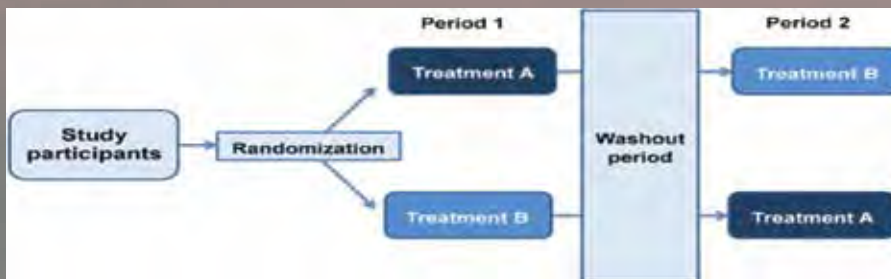 Period 1
Period 2
Treatment A
Treatment B
Study
participants
Randomization
Washout
period
Treatment B
Treatment A